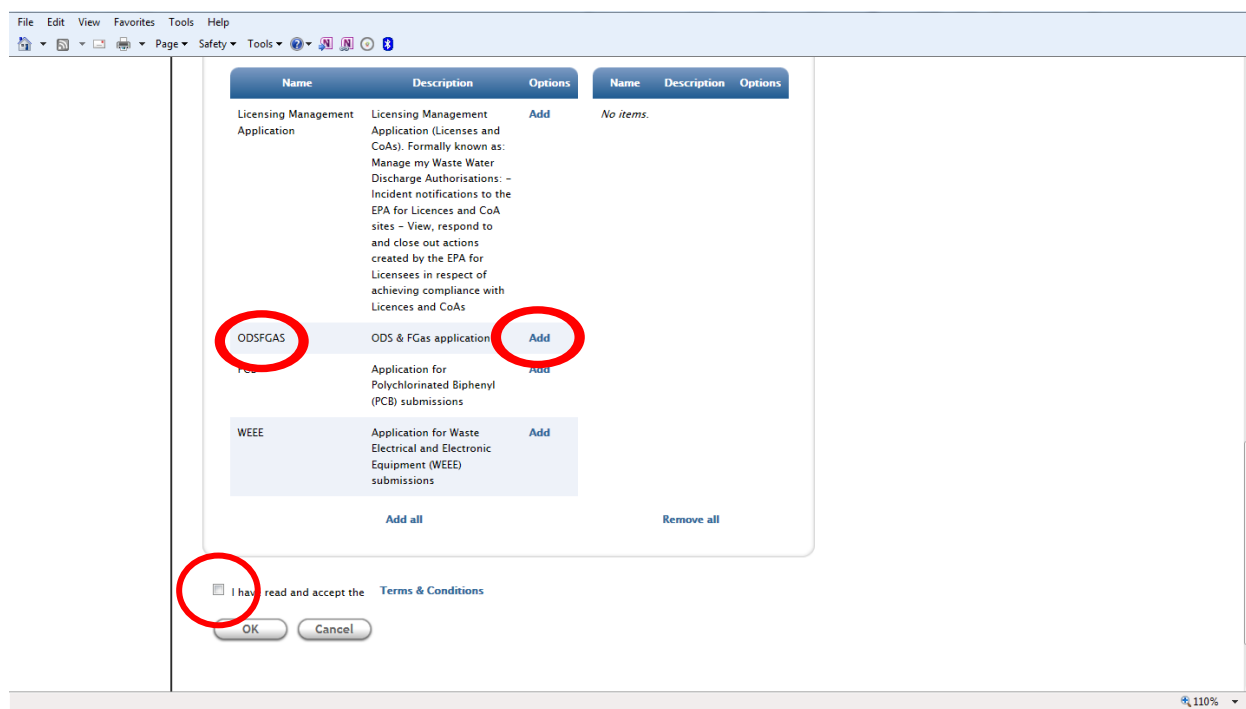 File Edit View Favorites Tools Help
Page Safety Tools
Name Description Options Name Description Options
Licensing Management Licensing Management Add No items.
Application Application (Licenses and
CoAs). Formally known as:
Manage my Waste Water
Discharge Authorisations: –
Incident notifications to the
EPA for Licences and CoA
sites – View, respond to
and close out actions
created by the EPA for
Licensees in respect of
achieving compliance with
Licences and CoAs
ODSFGAS ODS & FGas application Add
PCB Application for Add
Polychlorinated Biphenyl
(PCB) submissions
WEEE Application for Waste Add
Electrical and Electronic
Equipment (WEEE)
submissions
Add all Remove all
I have read and accept the Terms & Conditions
OK Cancel
110%